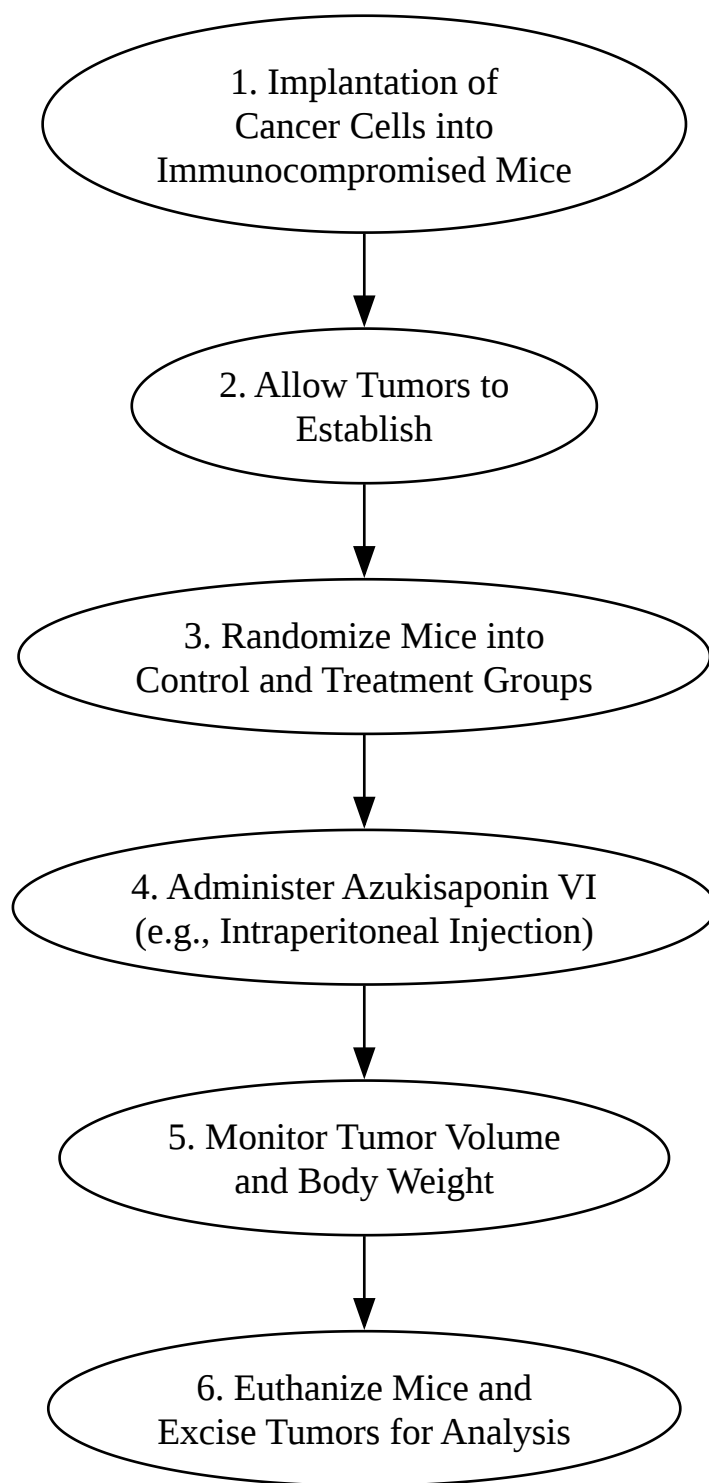 1. Implantation of
Cancer Cells into
Immunocompromised Mice
2. Allow Tumors to
Establish
3. Randomize Mice into
Control and Treatment Groups
4. Administer Azukisaponin VI
(e.g., Intraperitoneal Injection)
5. Monitor Tumor Volume
and Body Weight
6. Euthanize Mice and
Excise Tumors for Analysis